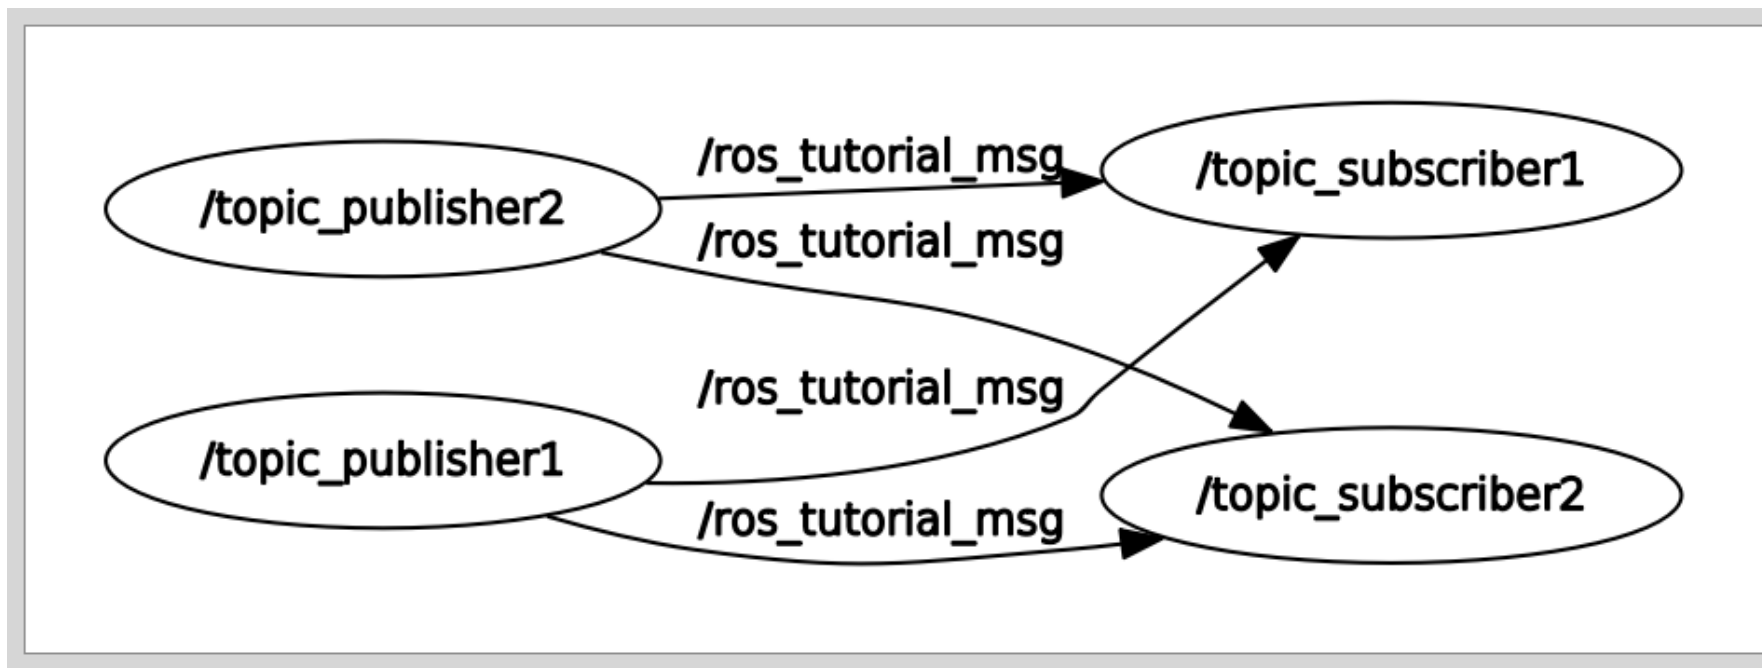 /ros_tutorial_msg
/topic_subscriber1
/topic_publisher2
/ros_tutorial_msg
/ros_tutorial_msg
/topic_publisher1
/topic_subscriber2
/ros_tutorial_msg